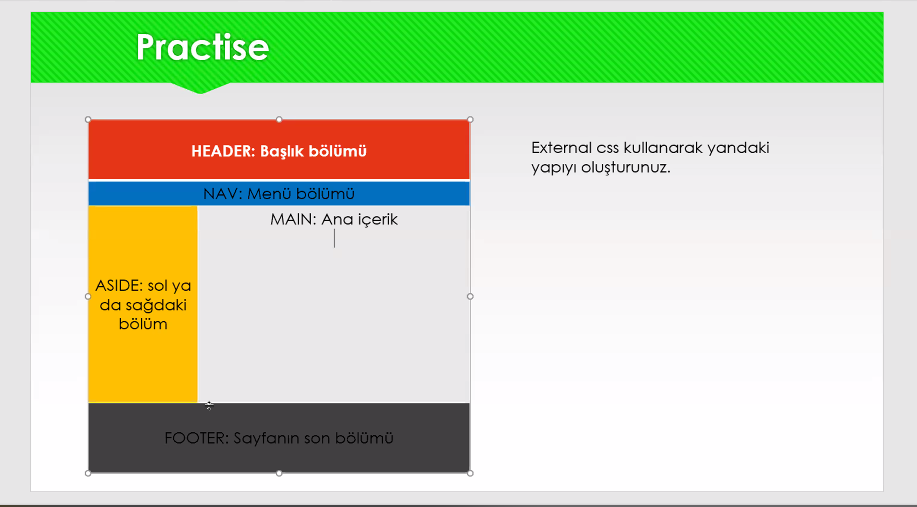 Practise
HEADER: Başlık bölümü
NAV: Menü bölümü
MAIN: Ana içerik
ASIDE: sol ya
da sağdaki
bölüm
FOOTER: Sayfanın son bölümü
External css kullanarak yandaki
yapıyı oluşturunuz.